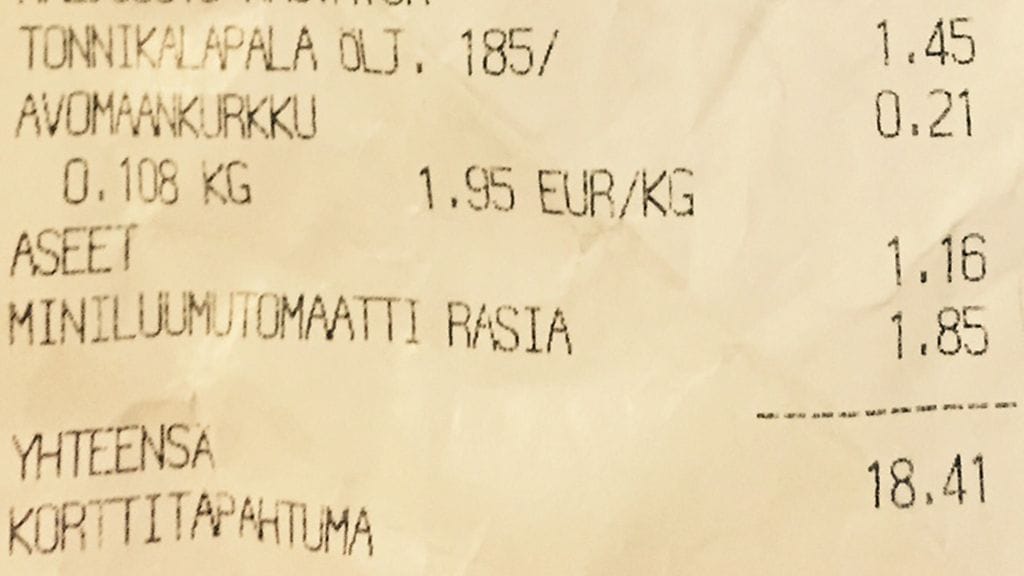 TONNIKALAPALA ÖLJ. 185/ 1.45
AVOMAANKURKKU 0.21
0.108 KG 1.95 EUR/KG
ASEET 1.16
MINILUUMUTOMAATTI RASIA 1.85
YHTEENSÄ 18.41
KORTTITAPAHTUMA